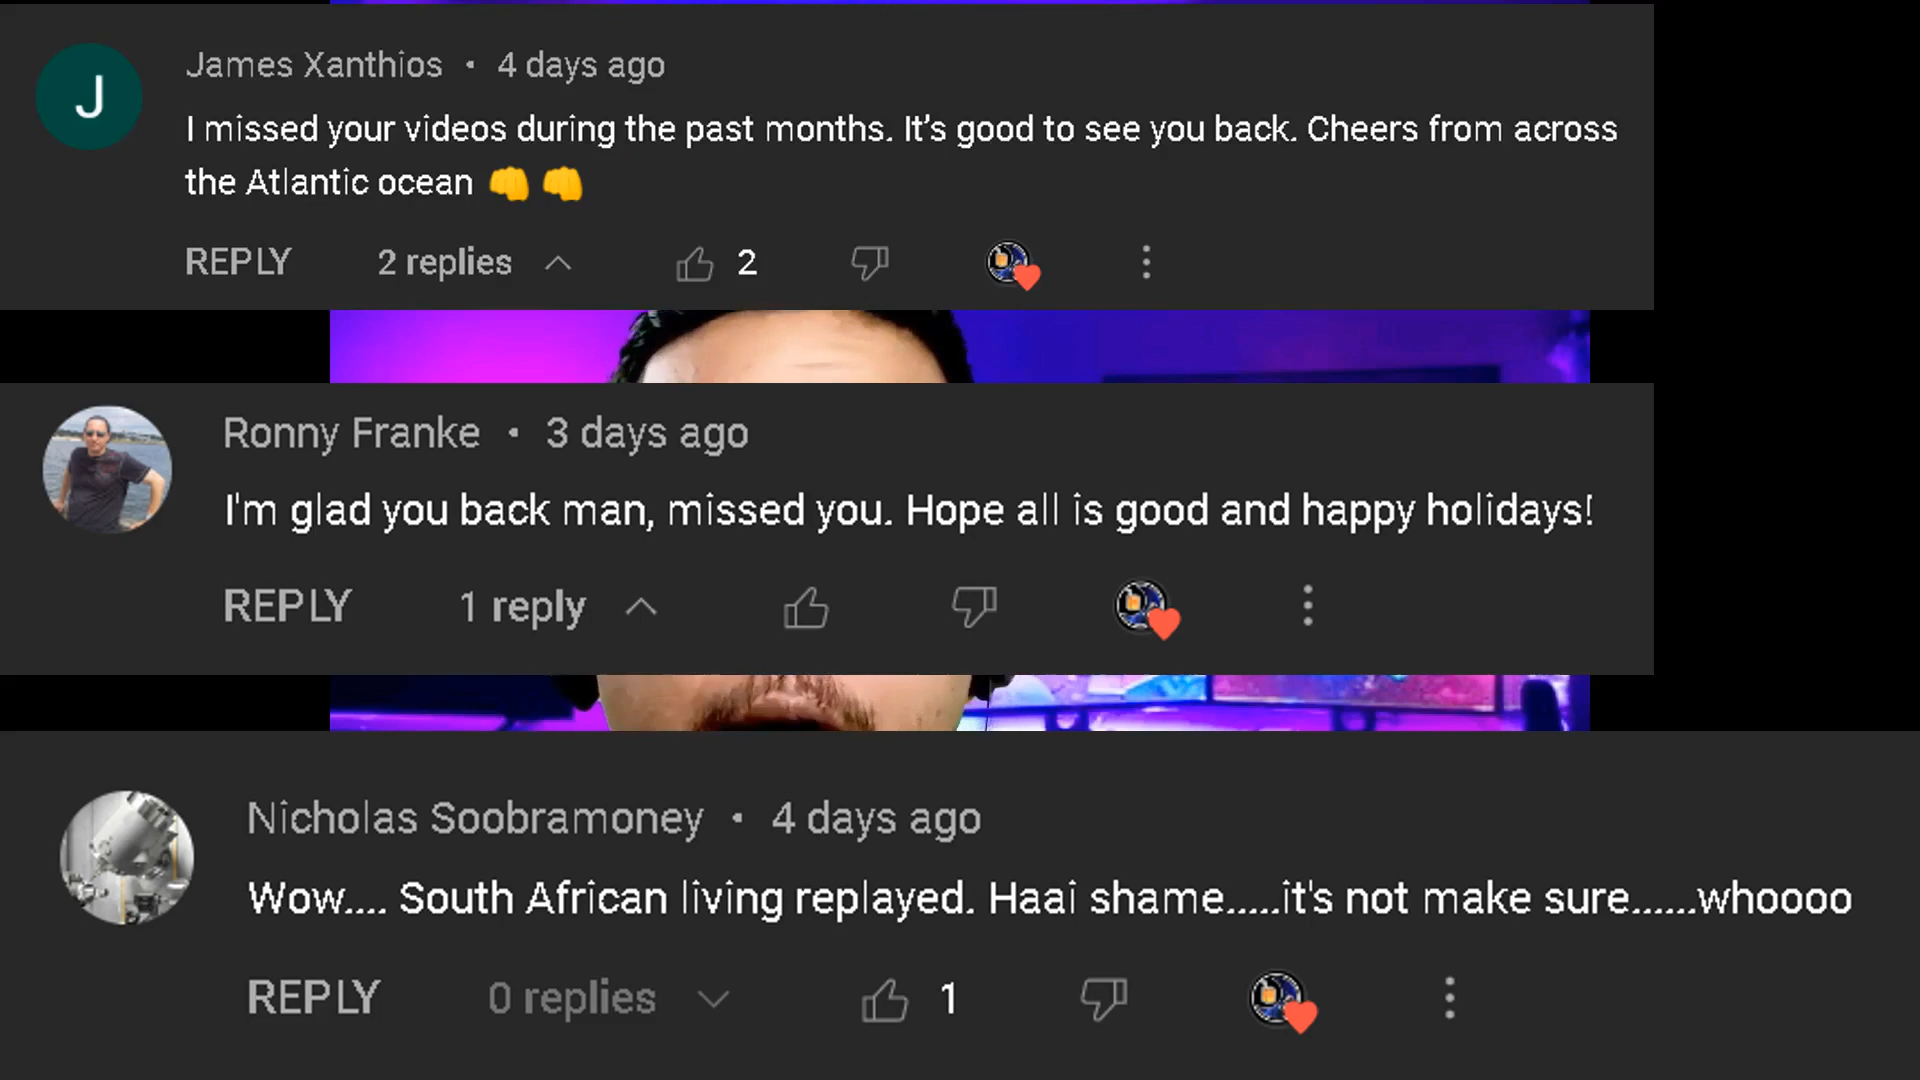 J
James Xanthios • 4 days ago
I missed your videos during the past months. It's good to see you back. Cheers from across
the Atlantic ocean 👊 👊
REPLY 2 replies 2
Ronny Franke • 3 days ago
I'm glad you back man, missed you. Hope all is good and happy holidays!
REPLY 1 reply
Nicholas Soobramoney • 4 days ago
Wow.... South African living replayed. Haai shame.....it's not make sure......whoooo
REPLY 0 replies 1